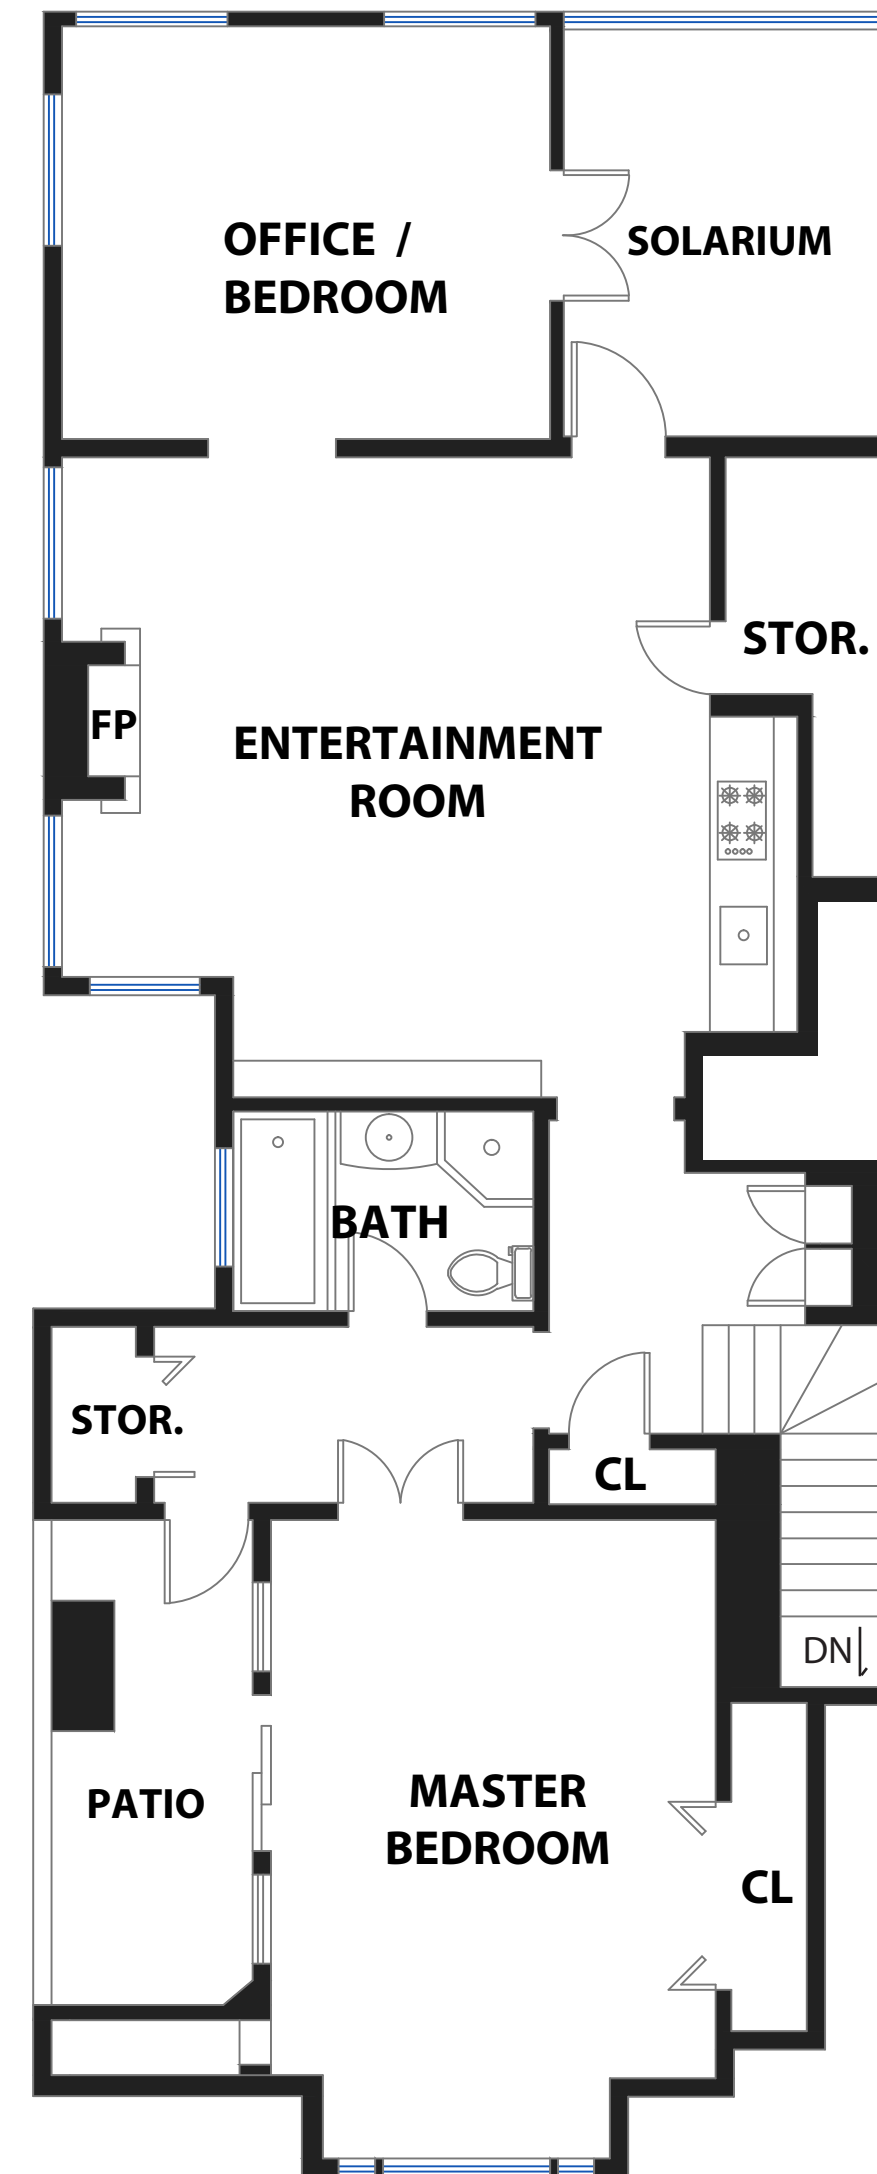 OFFICE /
BEDROOM
SOLARIUM
STOR.
FP
ENTERTAINMENT
ROOM
BATH
STOR.
CL
DN
PATIO
MASTER
BEDROOM
CL